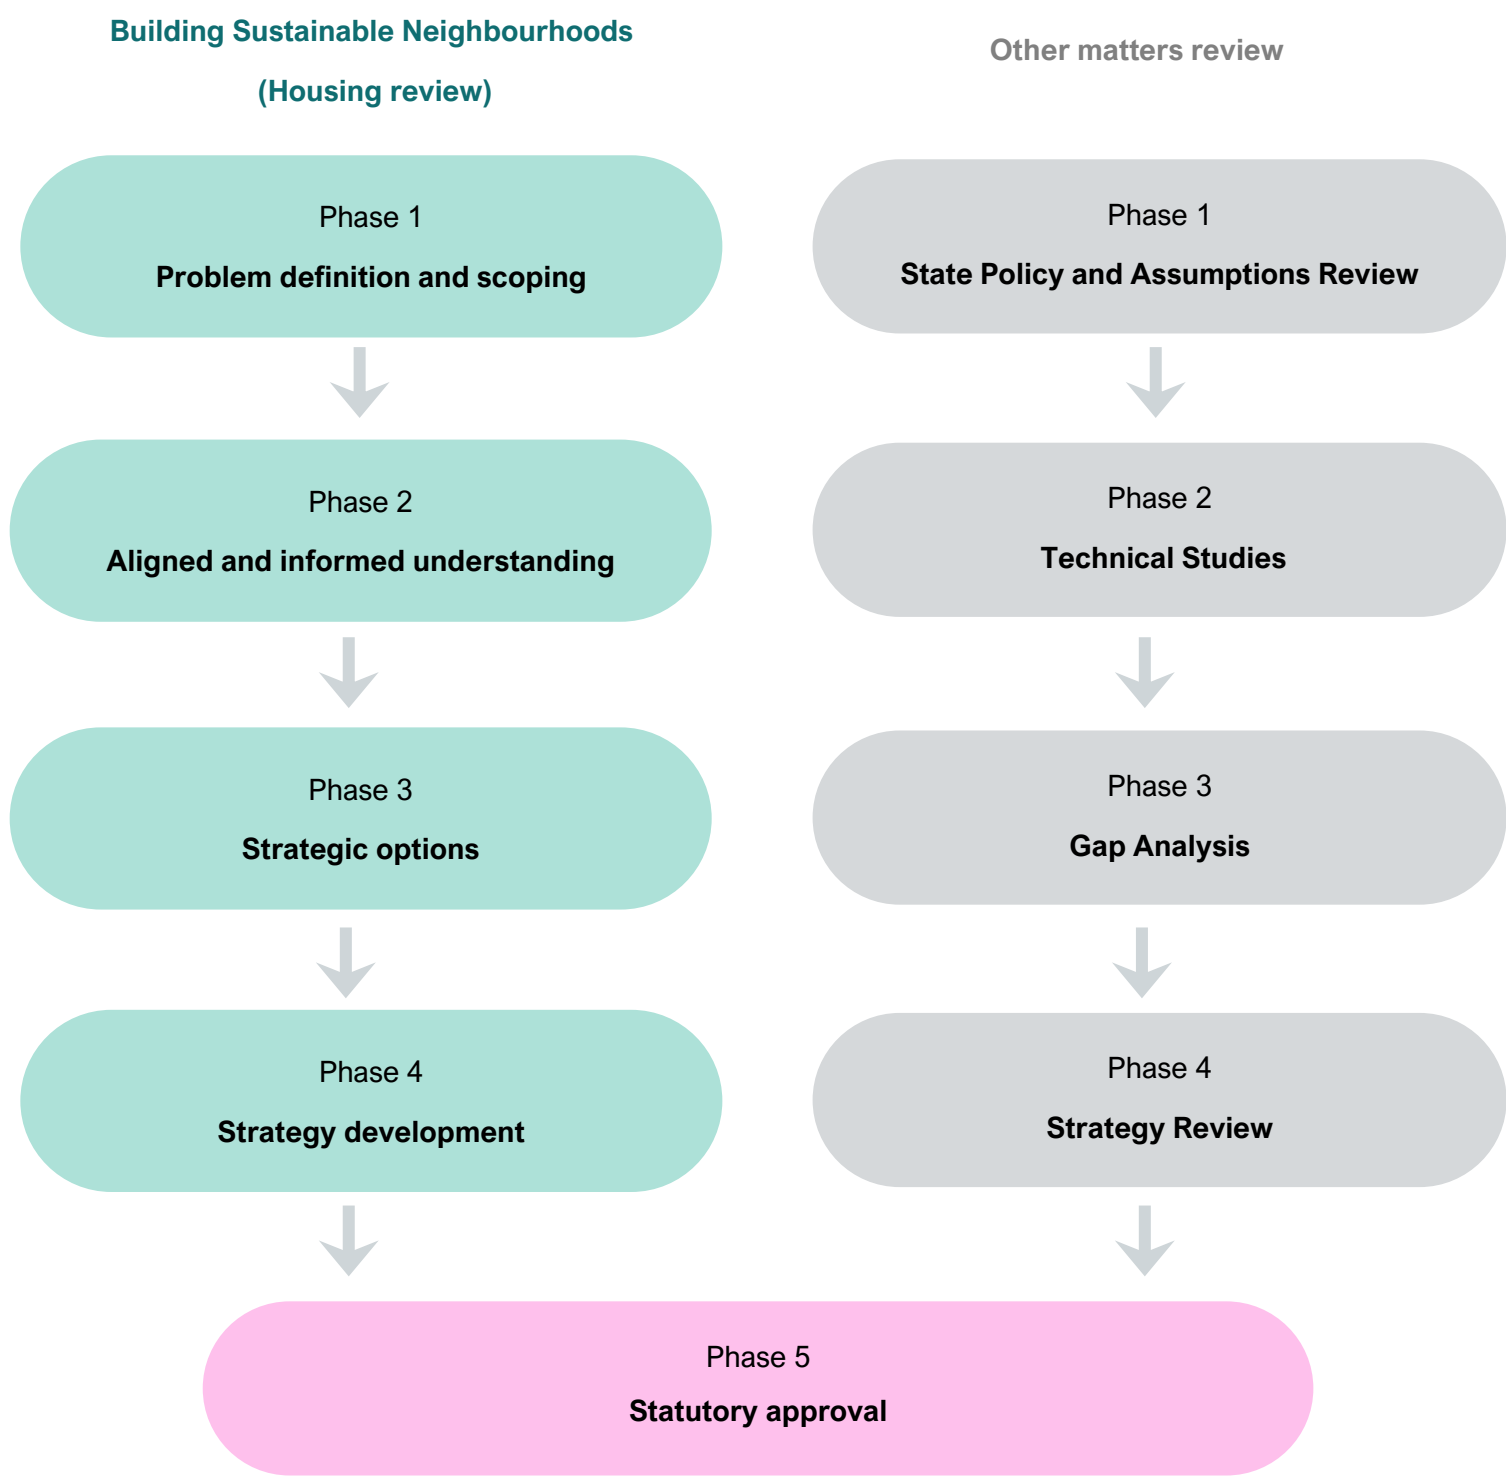 Building Sustainable Neighbourhoods
(Housing review)
Other matters review
Phase 1
Problem definition and scoping
Phase 1
State Policy and Assumptions Review
Phase 2
Aligned and informed understanding
Phase 2
Technical Studies
Phase 3
Strategic options
Phase 3
Gap Analysis
Phase 4
Strategy development
Phase 4
Strategy Review
Phase 5
Statutory approval